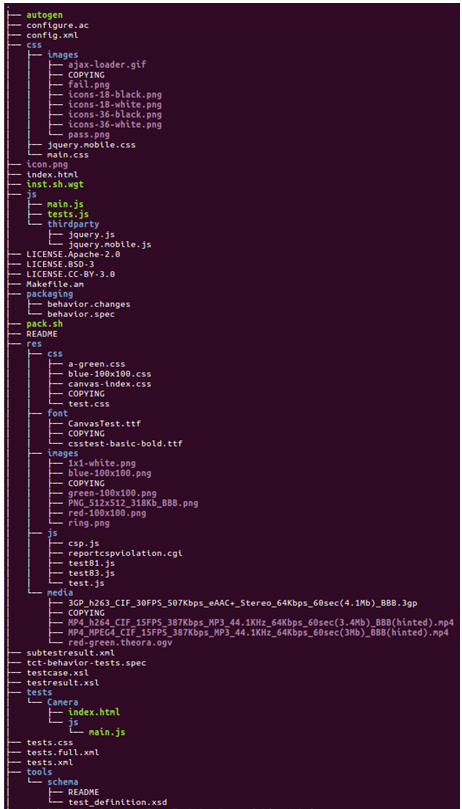 .
├── autogen
├── configure.ac
├── config.xml
├── css
│   ├── images
│   │   ├── ajax-loader.gif
│   │   ├── COPYING
│   │   ├── fail.png
│   │   ├── icons-18-black.png
│   │   ├── icons-18-white.png
│   │   ├── icons-36-black.png
│   │   ├── icons-36-white.png
│   │   └── pass.png
│   ├── jquery.mobile.css
│   └── main.css
├── icon.png
├── index.html
├── inst.sh.wgt
├── js
│   ├── main.js
│   ├── tests.js
│   └── thirdparty
│       ├── jquery.js
│       └── jquery.mobile.js
├── LICENSE.Apache-2.0
├── LICENSE.BSD-3
├── LICENSE.CC-BY-3.0
├── Makefile.am
├── packaging
│   ├── behavior.changes
│   └── behavior.spec
├── pack.sh
├── README
├── res
│   ├── css
│   │   ├── a-green.css
│   │   ├── blue-100x100.css
│   │   ├── canvas-index.css
│   │   ├── COPYING
│   │   └── test.css
│   ├── font
│   │   ├── CanvasTest.ttf
│   │   ├── COPYING
│   │   └── csstest-basic-bold.ttf
│   ├── images
│   │   ├── 1x1-white.png
│   │   ├── blue-100x100.png
│   │   ├── COPYING
│   │   ├── green-100x100.png
│   │   ├── PNG_512x512_318Kb_BBB.png
│   │   ├── red-100x100.png
│   │   └── ring.png
│   ├── js
│   │   ├── csp.js
│   │   ├── reportcspviolation.cgi
│   │   ├── test81.js
│   │   ├── test83.js
│   │   └── test.js
│   └── media
│       ├── 3GP_h263_CIF_30FPS_507Kbps_eAAC+_Stereo_64Kbps_60sec(4.1Mb)_BBB.3gp
│       ├── COPYING
│       ├── MP4_h264_CIF_15FPS_387Kbps_MP3_44.1KHz_64Kbps_60sec(3.4Mb)_BBB(hinted).mp4
│       ├── MP4_MPEG4_CIF_15FPS_387Kbps_MP3_44.1KHz_64Kbps_60sec(3Mb)_BBB(hinted).mp4
│       └── red-green.theora.ogv
├── subtestresult.xml
├── tct-behavior-tests.spec
├── testcase.xsl
├── testresult.xsl
├── tests
│   └── Camera
│       ├── index.html
│       └── js
│           └── main.js
├── tests.css
├── tests.full.xml
├── tests.xml
├── tools
│   └── schema
│       ├── README
│       └── test_definition.xsd